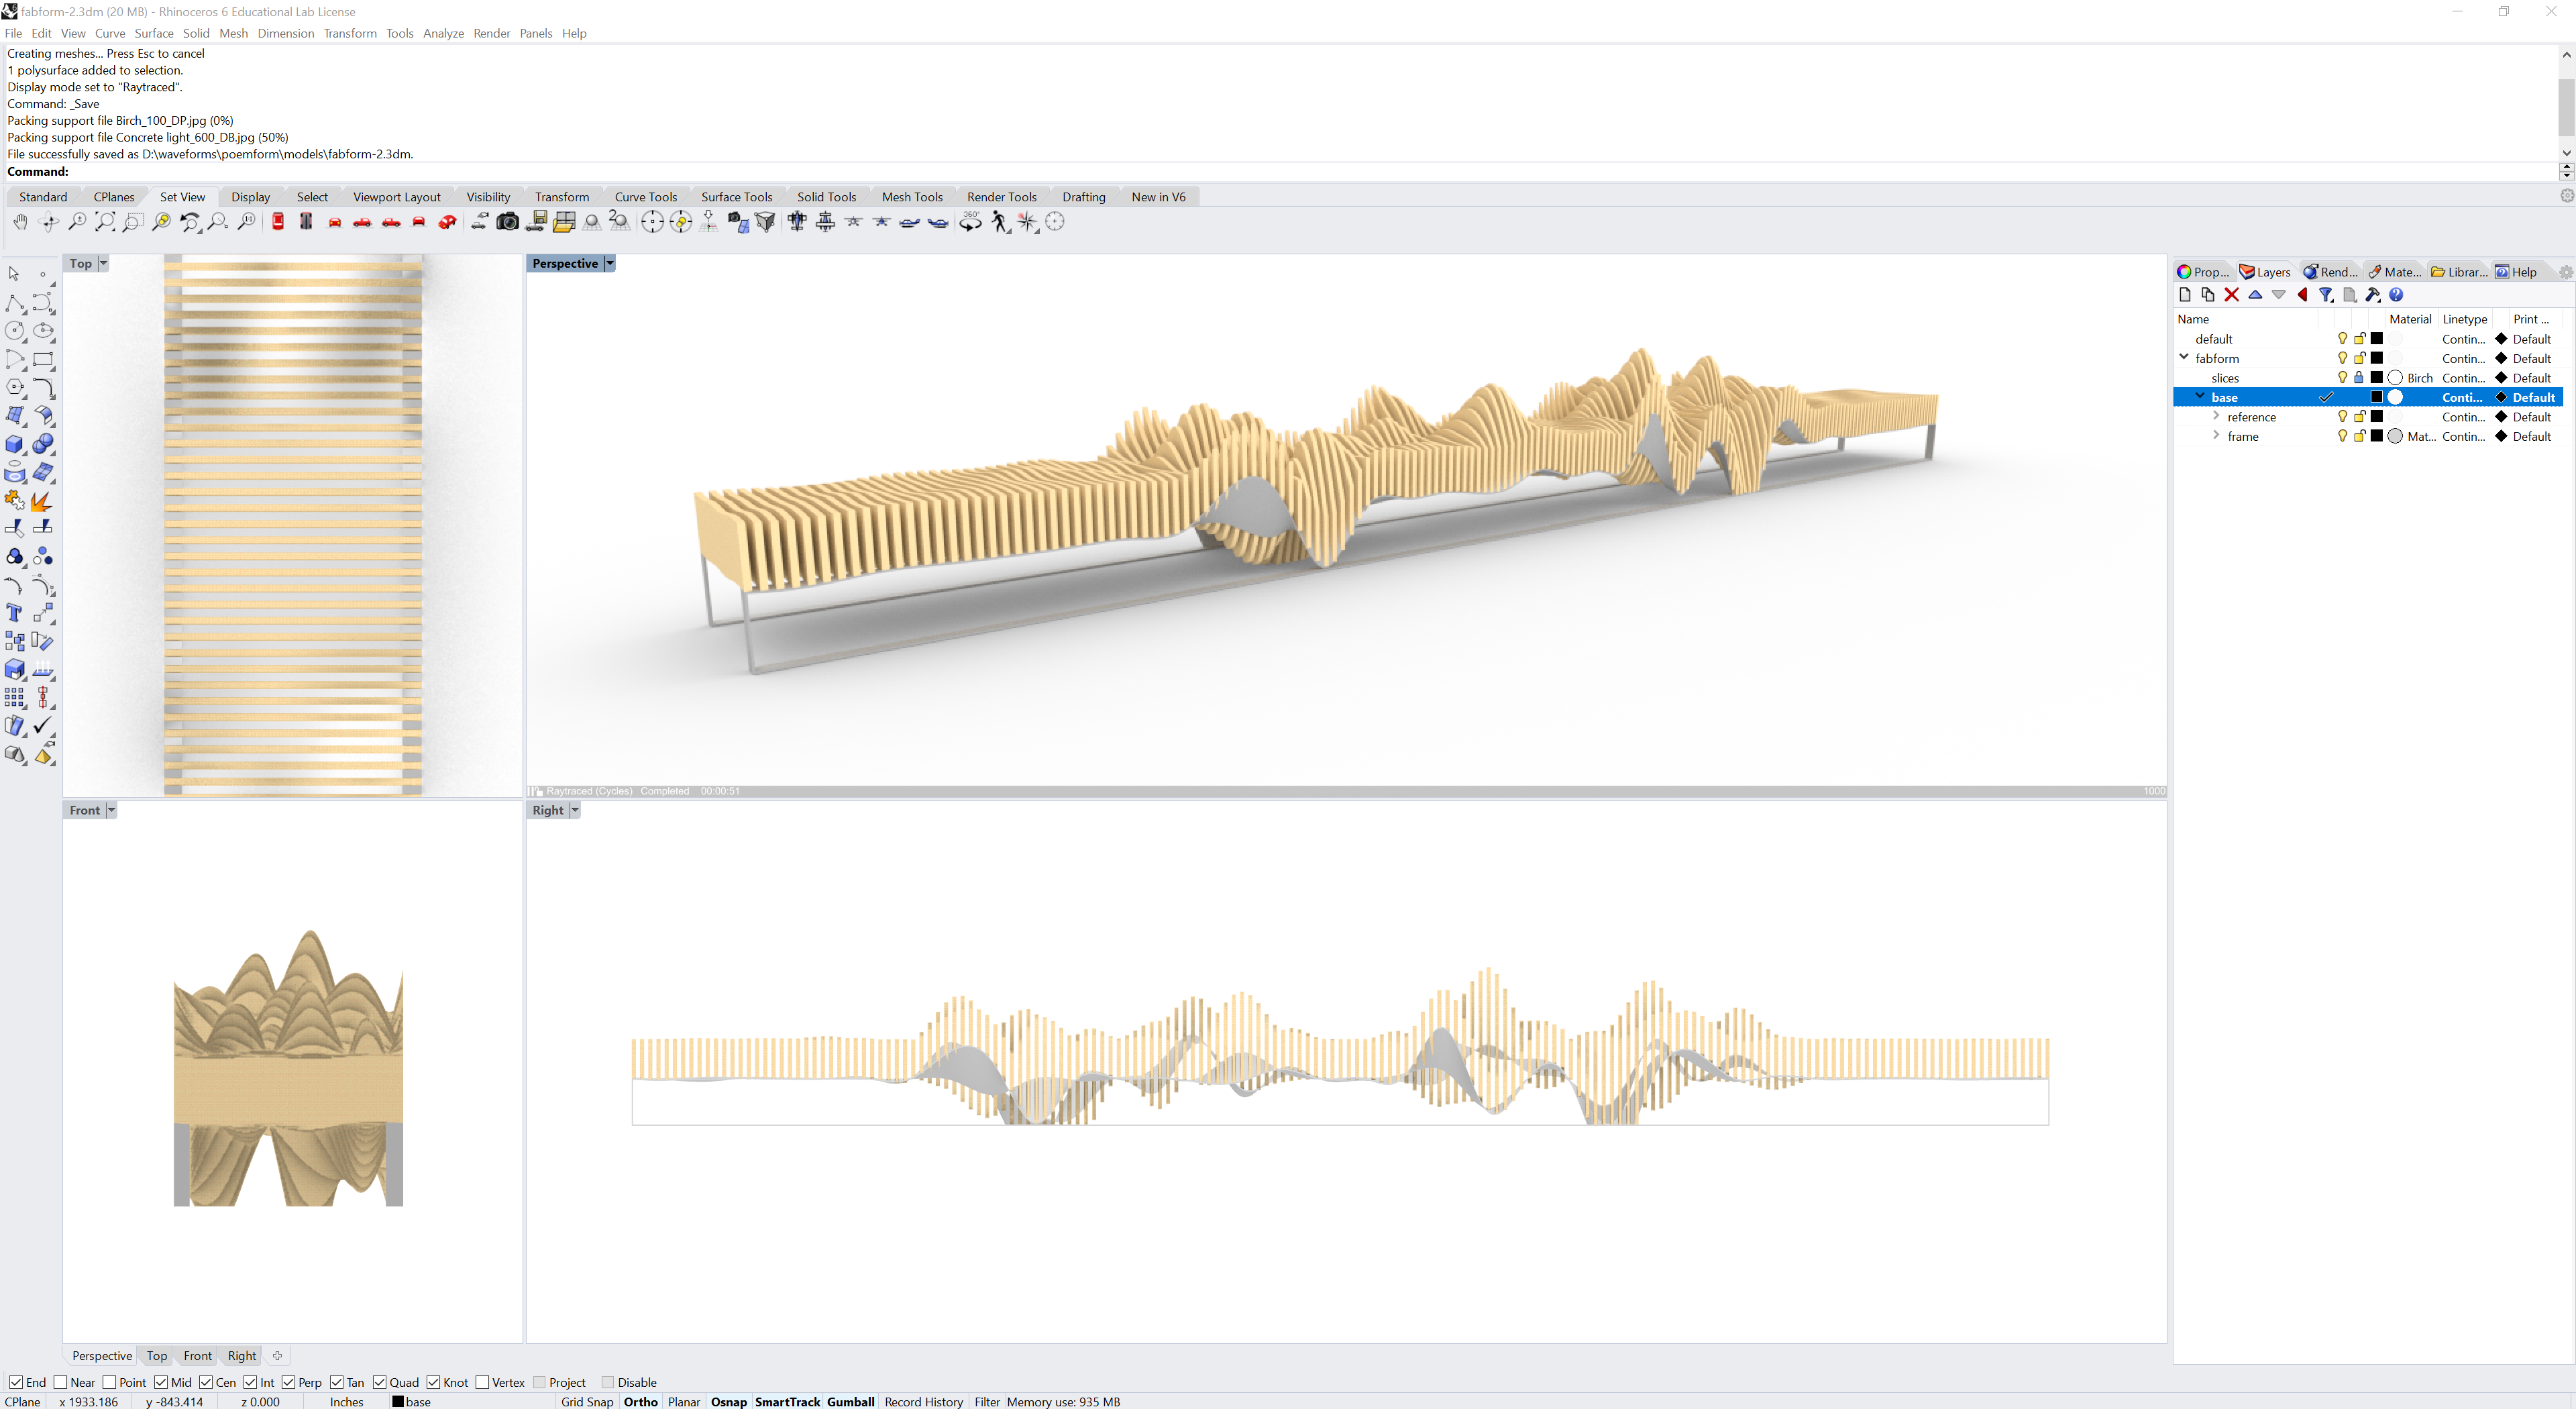 fabform-2.3dm (20 MB) - Rhinoceros 6 Educational Lab License
File Edit View Curve Surface Solid Mesh Dimension Transform Tools Analyze Render Panels Help
Creating meshes... Press Esc to cancel
1 polysurface added to selection.
Display mode set to "Raytraced".
Command: _Save
Packing support file Birch_100_DP.jpg (0%)
Packing support file Concrete light_600_DB.jpg (50%)
File successfully saved as D:\waveforms\poemform\models\fabform-2.3dm.
Command:
Standard CPlanes Set View Display Select Viewport Layout Visibility Transform Curve Tools Surface Tools Solid Tools Mesh Tools Render Tools Drafting New in V6
Top
Perspective
Prop... Layers Rend... Mate... Librar... Help
Name Material Linetype Print ...
default Contin... Default
fabform Contin... Default
slices Birch Contin... Default
base Conti... Default
reference Contin... Default
frame Mat... Contin... Default
Raytraced (Cycles) Completed 00:00:51 1000
Front
Right
Perspective Top Front Right
End Near Point Mid Cen Int Perp Tan Quad Knot Vertex Project Disable
CPlane x 1933.186 y -843.414 z 0.000 Inches base Grid Snap Ortho Planar Osnap SmartTrack Gumball Record History Filter Memory use: 935 MB